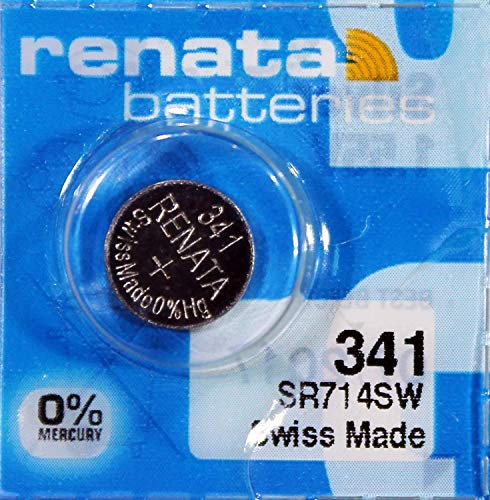 renata
batteries
341
RENATA
+
Swiss Made 0% Hg
341
SR714SW
Swiss Made
0%
MERCURY